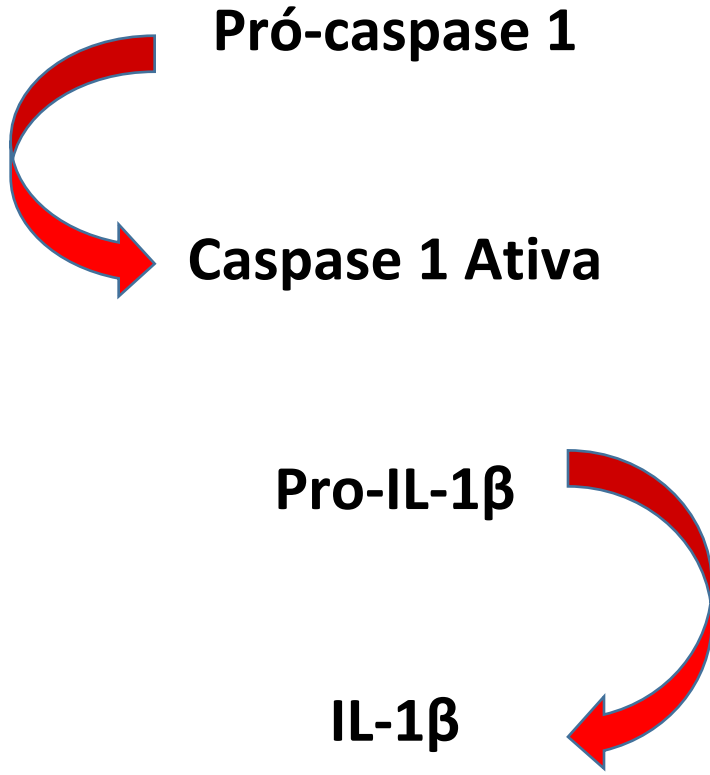 Pró-caspase 1
Caspase 1 Ativa
Pro-IL-1β
IL-1β